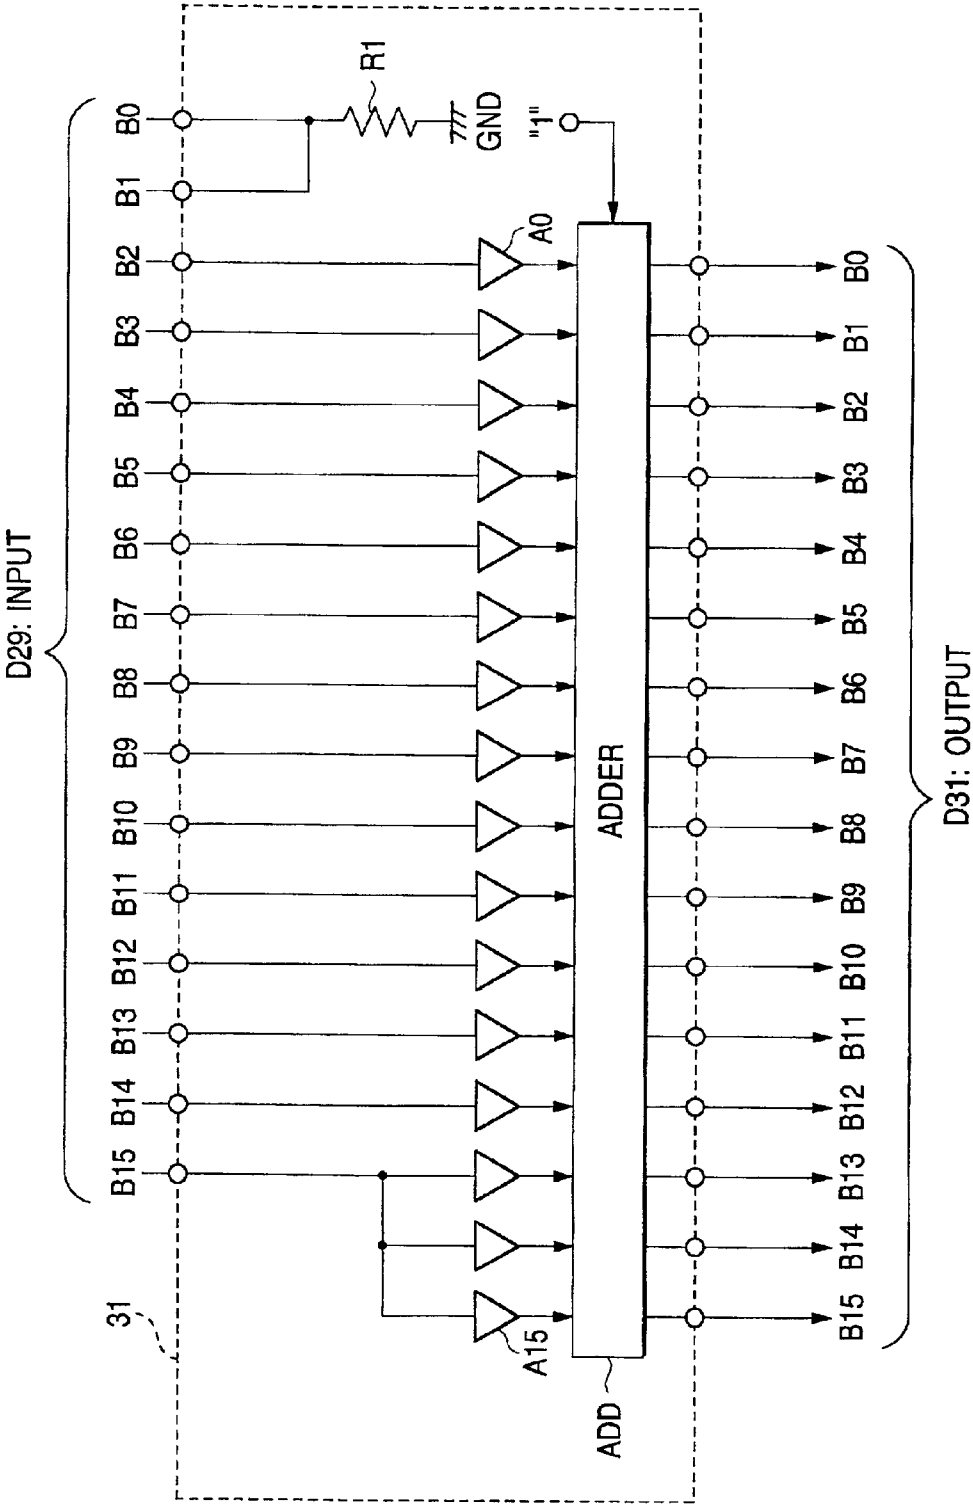 D29: INPUT
B15 B14 B13 B12 B11 B10 B9 B8 B7 B6 B5 B4 B3 B2 B1 B0
31
R1
GND
"1"
A15
A0
ADDER
ADD
B15 B14 B13 B12 B11 B10 B9 B8 B7 B6 B5 B4 B3 B2 B1 B0
D31: OUTPUT